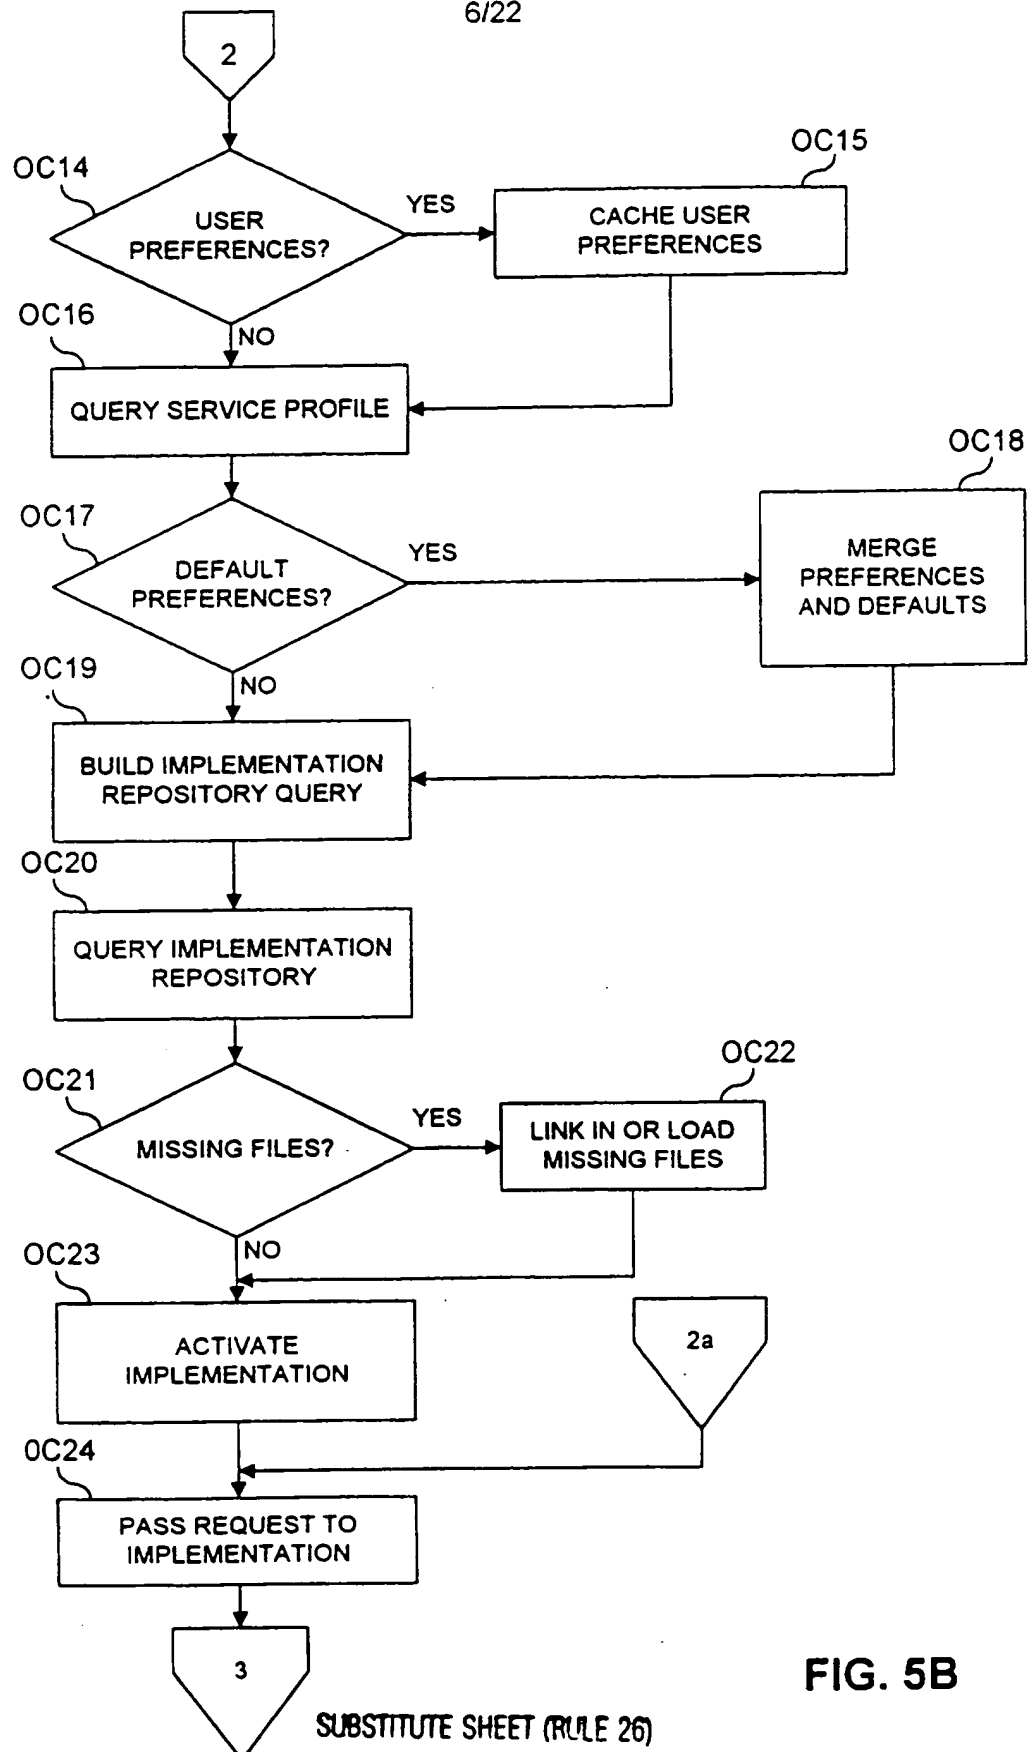 6/22
2
OC14
USER
PREFERENCES?
YES
OC15
CACHE USER
PREFERENCES
NO
OC16
QUERY SERVICE PROFILE
OC17
DEFAULT
PREFERENCES?
YES
OC18
MERGE
PREFERENCES
AND DEFAULTS
NO
OC19
BUILD IMPLEMENTATION
REPOSITORY QUERY
OC20
QUERY IMPLEMENTATION
REPOSITORY
OC21
MISSING FILES?
YES
OC22
LINK IN OR LOAD
MISSING FILES
NO
OC23
ACTIVATE
IMPLEMENTATION
2a
OC24
PASS REQUEST TO
IMPLEMENTATION
3
FIG. 5B
SUBSTITUTE SHEET (RULE 26)